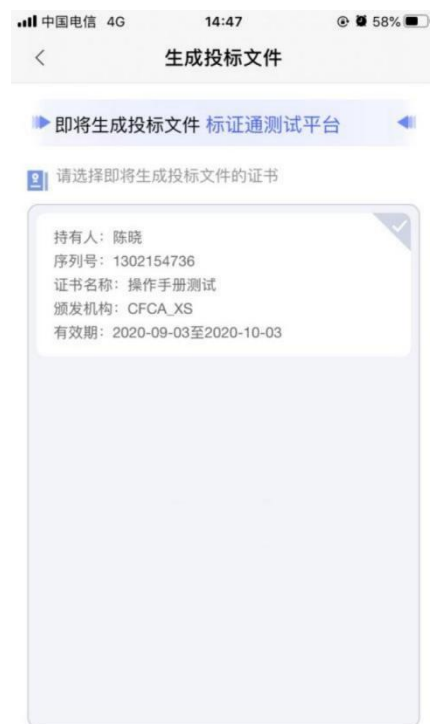 中国电信 4G 14:47 58%
生成投标文件
即将生成投标文件 标证通测试平台
请选择即将生成投标文件的证书
持有人：陈晓
序列号：1302154736
证书名称：操作手册测试
颁发机构：CFCA_XS
有效期：2020-09-03至2020-10-03